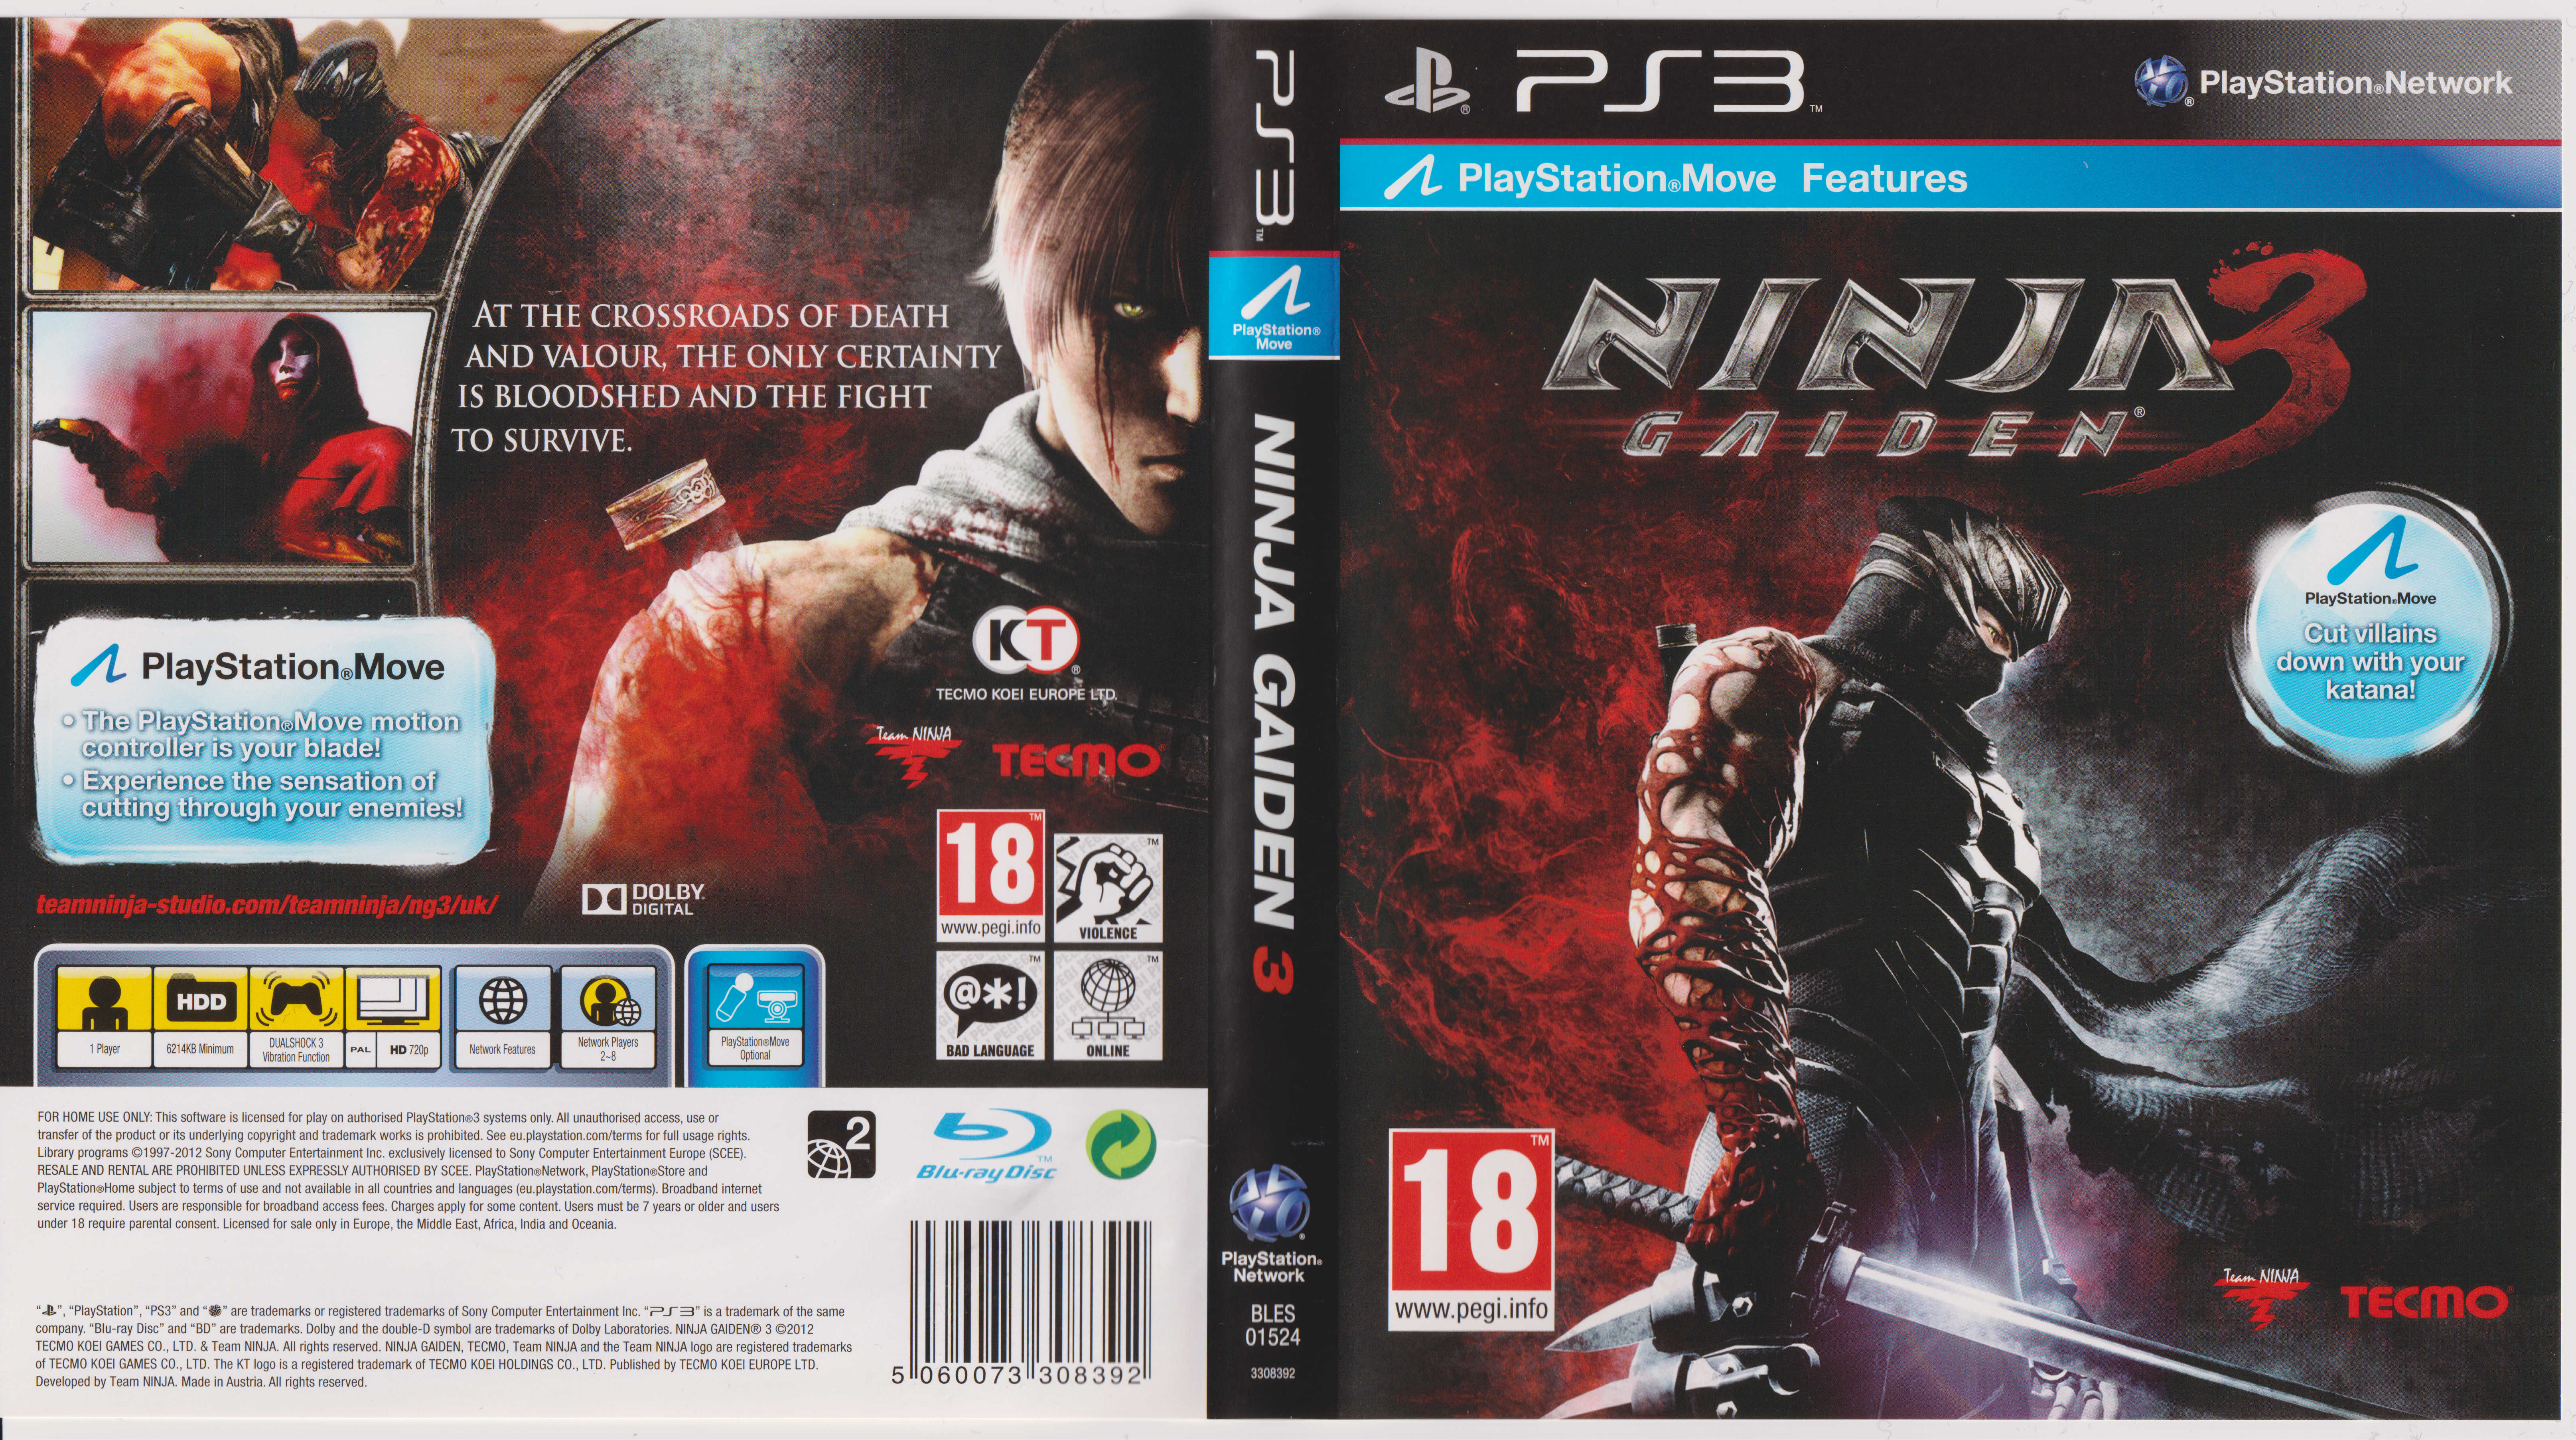 AT THE CROSSROADS OF DEATH
AND VALOUR, THE ONLY CERTAINTY
IS BLOODSHED AND THE FIGHT
TO SURVIVE.
PlayStation®Move
• The PlayStation®Move motion
controller is your blade!
• Experience the sensation of
cutting through your enemies!
teamninja-studio.com/teamninja/ng3/uk/
DOLBY
DIGITAL
KT®
TECMO KOEI EUROPE LTD.
Team NINJA
TECMO
18™
www.pegi.info
VIOLENCE
@*!
BAD LANGUAGE
ONLINE
1 Player
HDD
6214KB Minimum
DUALSHOCK 3
Vibration Function
PAL HD 720p
Network Features
Network Players
2~8
PlayStation®Move
Optional
FOR HOME USE ONLY: This software is licensed for play on authorised PlayStation®3 systems only. All unauthorised access, use or
transfer of the product or its underlying copyright and trademark works is prohibited. See eu.playstation.com/terms for full usage rights.
Library programs ©1997-2012 Sony Computer Entertainment Inc. exclusively licensed to Sony Computer Entertainment Europe (SCEE).
RESALE AND RENTAL ARE PROHIBITED UNLESS EXPRESSLY AUTHORISED BY SCEE. PlayStation®Network, PlayStation®Store and
PlayStation®Home subject to terms of use and not available in all countries and languages (eu.playstation.com/terms). Broadband internet
service required. Users are responsible for broadband access fees. Charges apply for some content. Users must be 7 years or older and users
under 18 require parental consent. Licensed for sale only in Europe, the Middle East, Africa, India and Oceania.
2
Blu-ray Disc™
"", "PlayStation", "PS3" and "" are trademarks or registered trademarks of Sony Computer Entertainment Inc. "PS3" is a trademark of the same
company. "Blu-ray Disc" and "BD" are trademarks. Dolby and the double-D symbol are trademarks of Dolby Laboratories. NINJA GAIDEN® 3 ©2012
TECMO KOEI GAMES CO., LTD. & Team NINJA. All rights reserved. NINJA GAIDEN, TECMO, Team NINJA and the Team NINJA logo are registered trademarks
of TECMO KOEI GAMES CO., LTD. The KT logo is a registered trademark of TECMO KOEI HOLDINGS CO., LTD. Published by TECMO KOEI EUROPE LTD.
Developed by Team NINJA. Made in Austria. All rights reserved.
5 060073 308392
PS3™
PlayStation®
Move
NINJA GAIDEN 3
PlayStation®
Network
BLES
01524
3308392
PS3™
PlayStation®Network
PlayStation®Move Features
NINJA 3
GAIDEN®
PlayStation®Move
Cut villains
down with your
katana!
18™
www.pegi.info
Team NINJA
TECMO